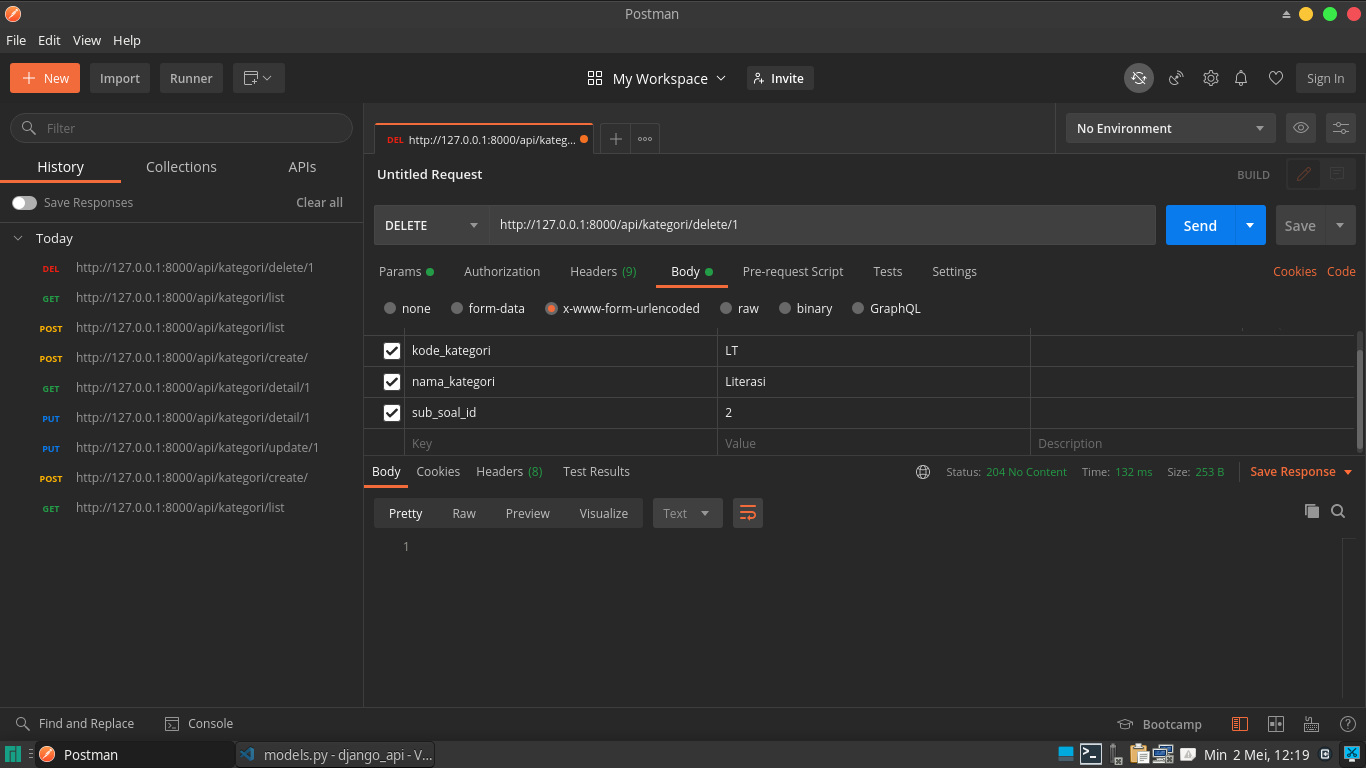 Postman
File Edit View Help
New Import Runner My Workspace Invite Sign In
Filter
History Collections APIs
Save Responses Clear all
Today
DEL http://127.0.0.1:8000/api/kategori/delete/1
GET http://127.0.0.1:8000/api/kategori/list
POST http://127.0.0.1:8000/api/kategori/list
POST http://127.0.0.1:8000/api/kategori/create/
GET http://127.0.0.1:8000/api/kategori/detail/1
PUT http://127.0.0.1:8000/api/kategori/detail/1
PUT http://127.0.0.1:8000/api/kategori/update/1
POST http://127.0.0.1:8000/api/kategori/create/
GET http://127.0.0.1:8000/api/kategori/list
DEL http://127.0.0.1:8000/api/kateg...
No Environment
Untitled Request BUILD
DELETE http://127.0.0.1:8000/api/kategori/delete/1 Send Save
Params Authorization Headers (9) Body Pre-request Script Tests Settings Cookies Code
none form-data x-www-form-urlencoded raw binary GraphQL
kode_kategori LT
nama_kategori Literasi
sub_soal_id 2
Key Value Description
Body Cookies Headers (8) Test Results Status: 204 No Content Time: 132 ms Size: 253 B Save Response
Pretty Raw Preview Visualize Text
1
Find and Replace Console Bootcamp
Postman models.py - django_api - V... Min 2 Mei, 12:19